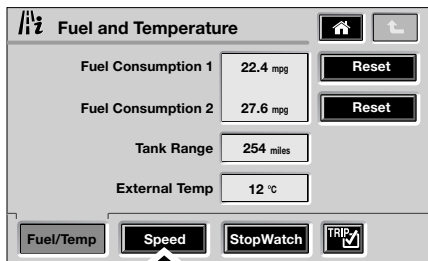 Fuel and Temperature
Fuel Consumption 1 22.4 mpg Reset
Fuel Consumption 2 27.6 mpg Reset
Tank Range 254 miles
External Temp 12 °C
Fuel/Temp Speed StopWatch TRIP